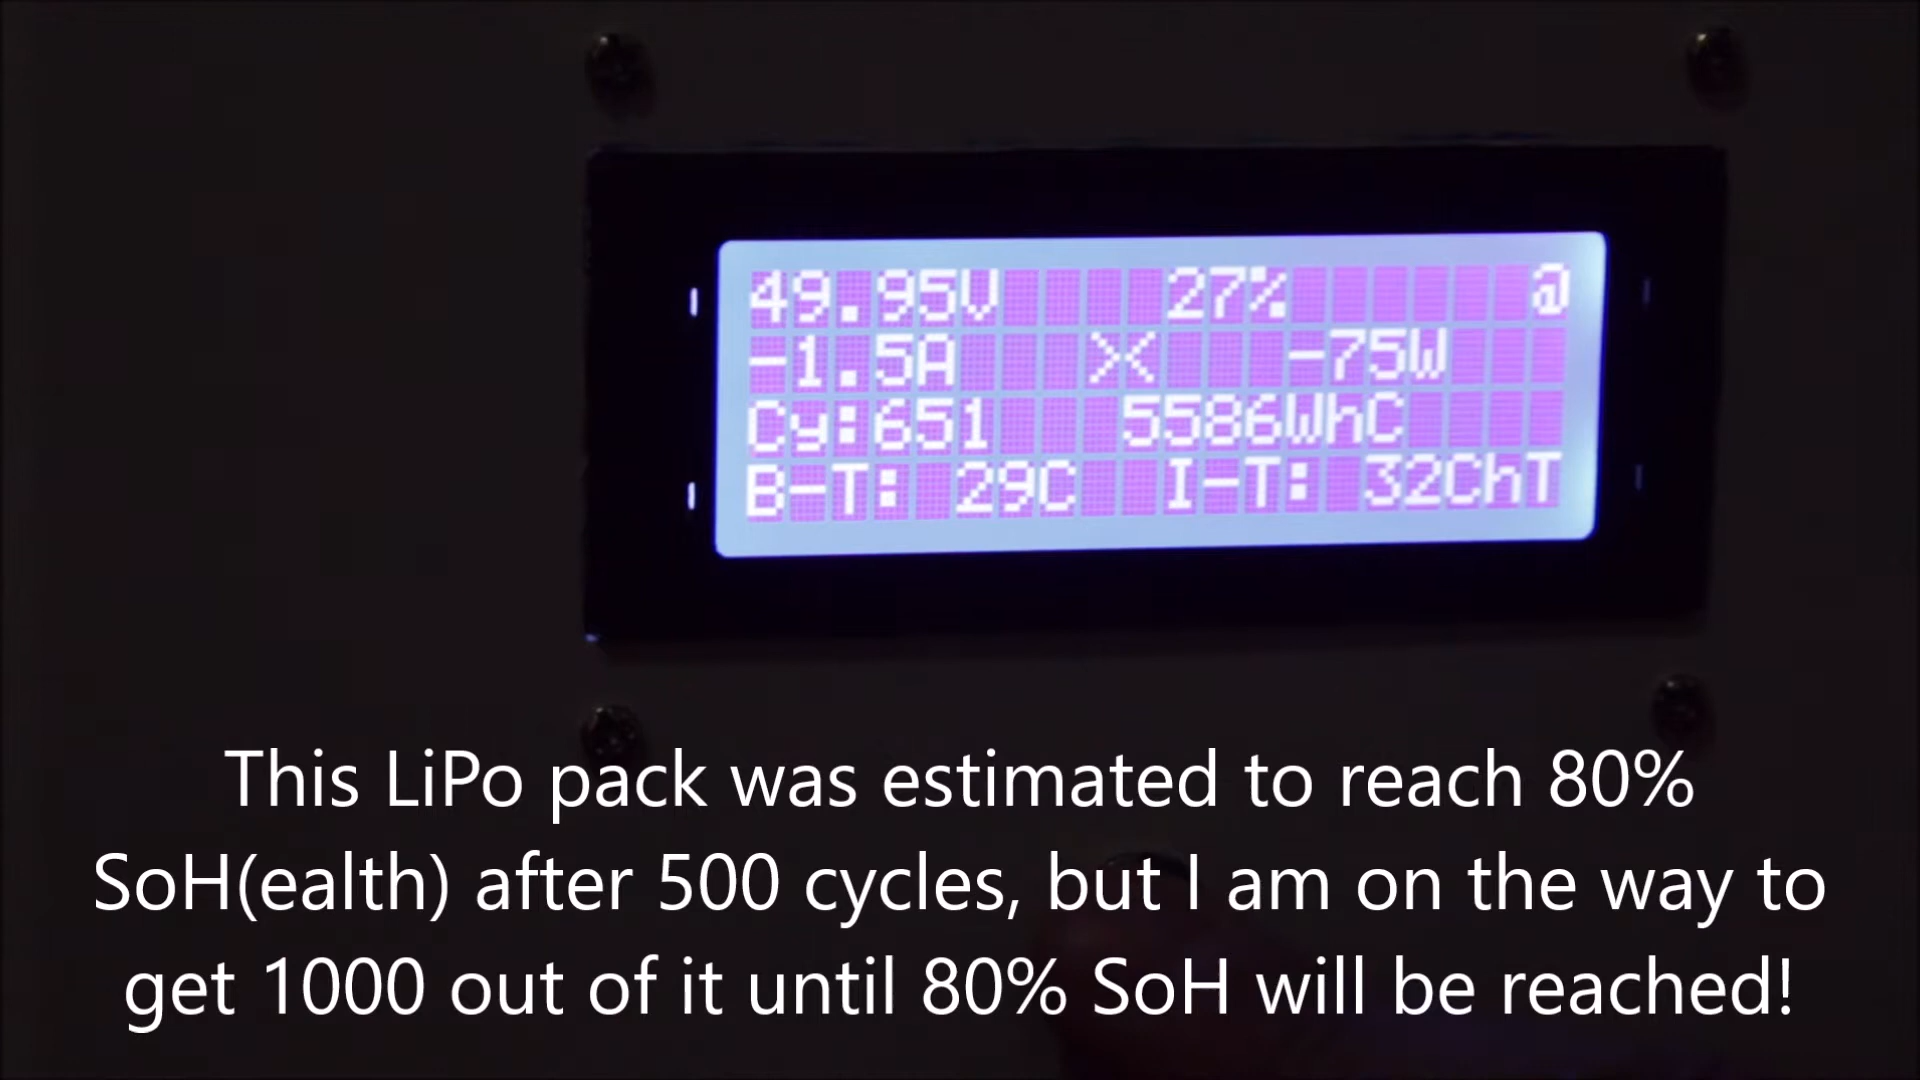 49.95V 27% @
-1.5A >< -75W
Cy:651 5586WhC
B-T: 29C I-T: 32ChT
This LiPo pack was estimated to reach 80%
SoH(ealth) after 500 cycles, but I am on the way to
get 1000 out of it until 80% SoH will be reached!